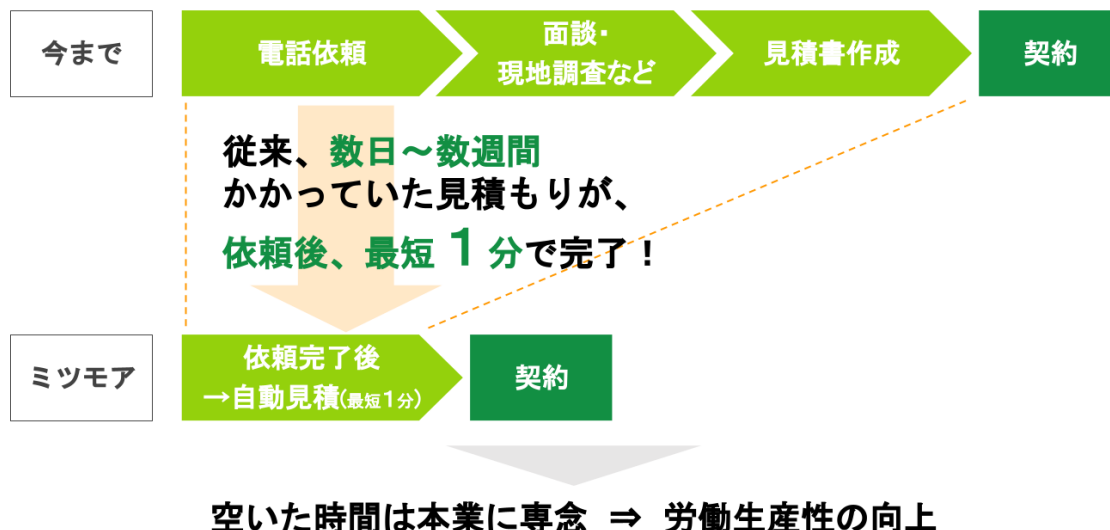 今まで
電話依頼
面談・
現地調査など
見積書作成
契約
従来、数日～数週間
かかっていた見積もりが、
依頼後、最短１分で完了！
ミツモア
依頼完了後
→自動見積(最短1分)
契約
空いた時間は本業に専念 ⇒ 労働生産性の向上